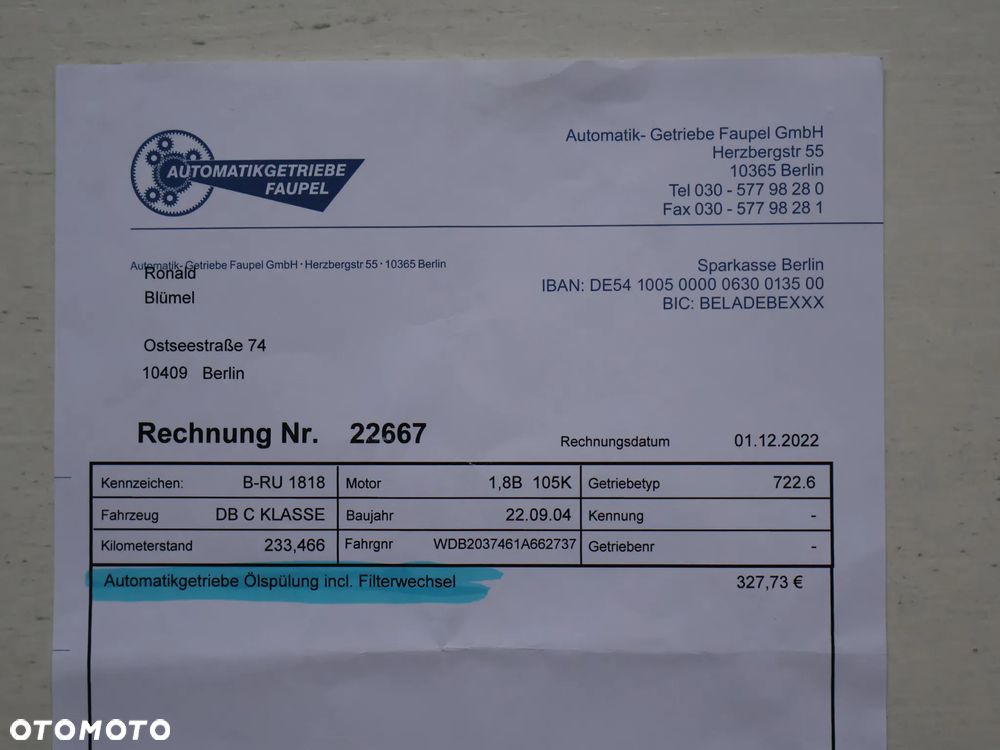 AUTOMATIKGETRIEBE
FAUPEL
Automatik- Getriebe Faupel GmbH
Herzbergstr 55
10365 Berlin
Tel 030 - 577 98 28 0
Fax 030 - 577 98 28 1
Automatik- Getriebe Faupel GmbH · Herzbergstr 55 · 10365 Berlin
Ronald
Blümel
Sparkasse Berlin
IBAN: DE54 1005 0000 0630 0135 00
BIC: BELADEBEXXX
Ostseestraße 74
10409 Berlin
Rechnung Nr. 22667
Rechnungsdatum 01.12.2022
Kennzeichen: B-RU 1818 Motor 1,8B 105K Getriebetyp 722.6
Fahrzeug DB C KLASSE Baujahr 22.09.04 Kennung -
Kilometerstand 233,466 Fahrgnr WDB2037461A662737 Getriebenr -
Automatikgetriebe Ölspülung incl. Filterwechsel 327,73 €
OTOMOTO